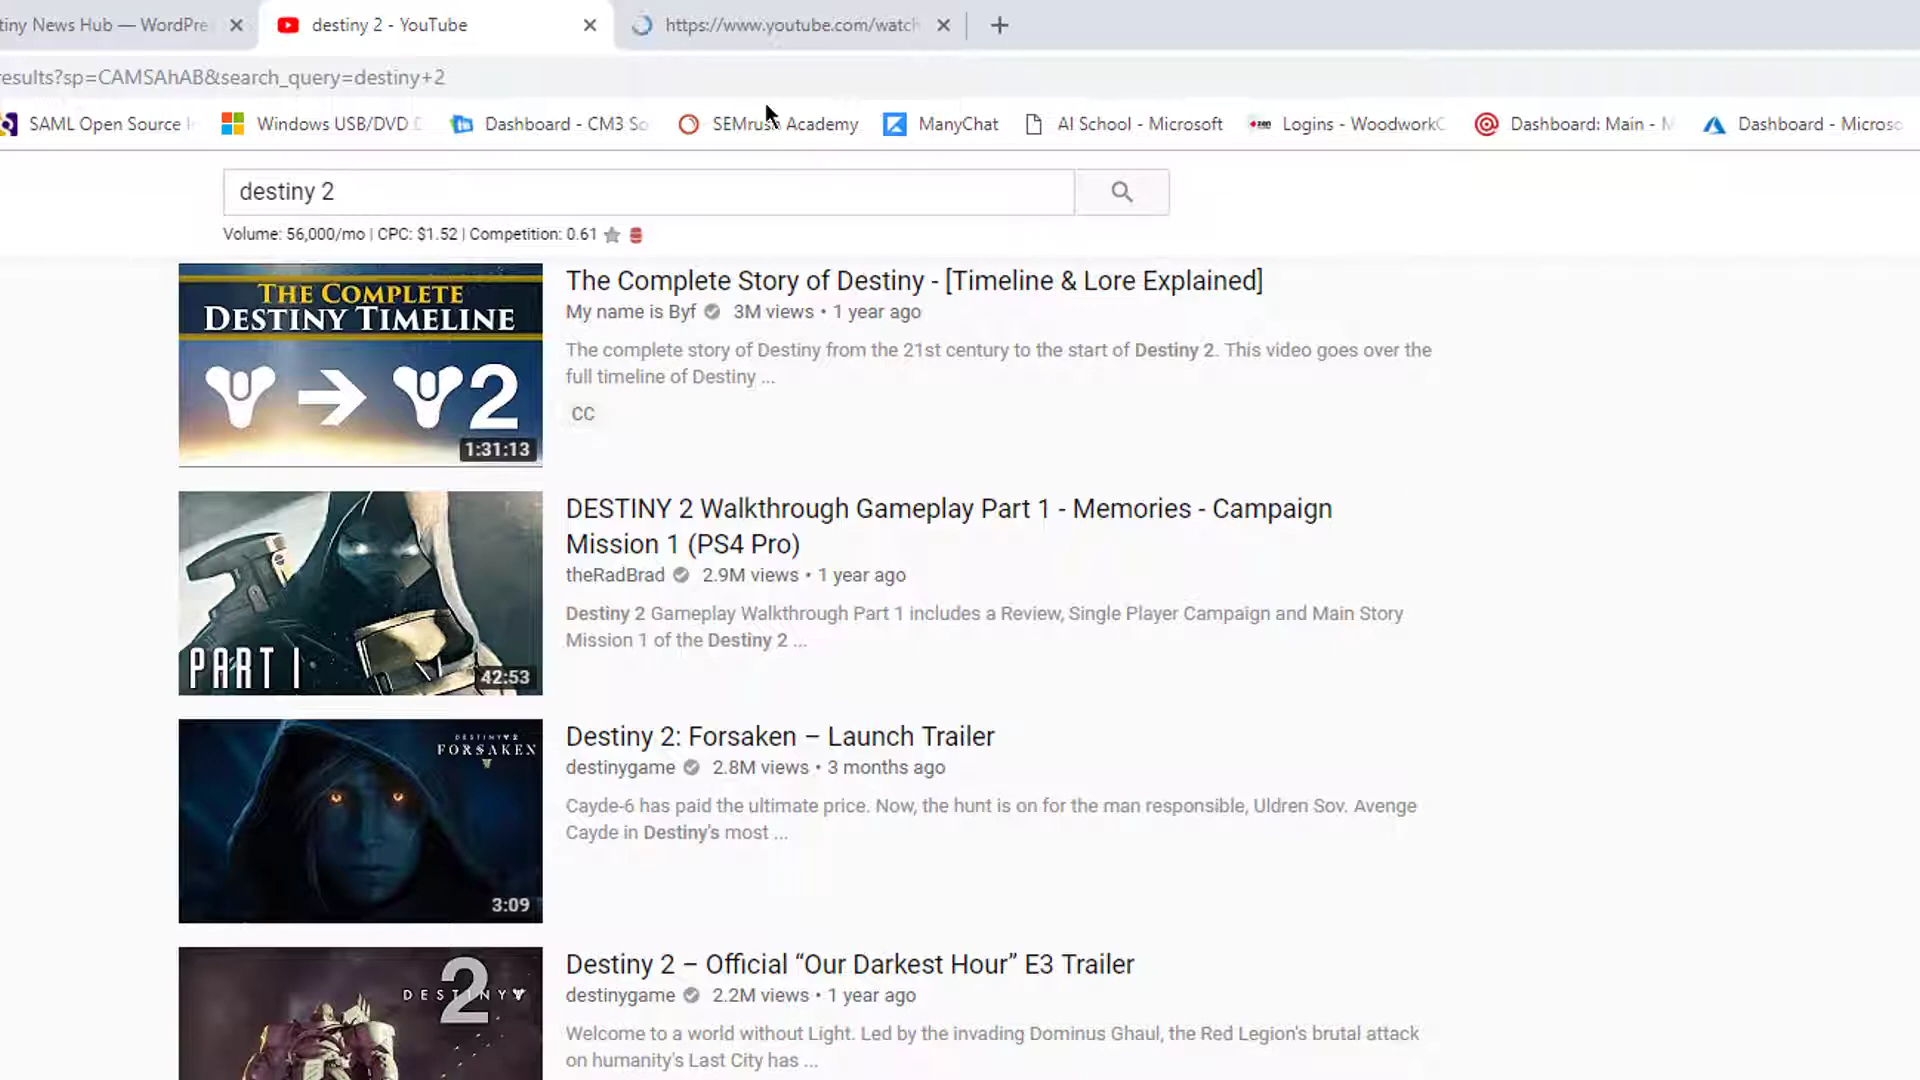 tiny News Hub — WordPre
destiny 2 - YouTube
https://www.youtube.com/watch
results?sp=CAMSAhAB&search_query=destiny+2
SAML Open Source
Windows USB/DVD
Dashboard - CM3 So
SEMrush Academy
ManyChat
AI School - Microsoft
Logins - WoodworkC
Dashboard: Main - M
Dashboard - Microso
destiny 2
Volume: 56,000/mo | CPC: $1.52 | Competition: 0.61
THE COMPLETE
DESTINY TIMELINE
2
1:31:13
The Complete Story of Destiny - [Timeline & Lore Explained]
My name is Byf 3M views • 1 year ago
The complete story of Destiny from the 21st century to the start of Destiny 2. This video goes over the
full timeline of Destiny ...
CC
PART I
42:53
DESTINY 2 Walkthrough Gameplay Part 1 - Memories - Campaign
Mission 1 (PS4 Pro)
theRadBrad 2.9M views • 1 year ago
Destiny 2 Gameplay Walkthrough Part 1 includes a Review, Single Player Campaign and Main Story
Mission 1 of the Destiny 2 ...
DESTINY 2
FORSAKEN
3:09
Destiny 2: Forsaken – Launch Trailer
destinygame 2.8M views • 3 months ago
Cayde-6 has paid the ultimate price. Now, the hunt is on for the man responsible, Uldren Sov. Avenge
Cayde in Destiny's most ...
DESTINY 2
Destiny 2 – Official “Our Darkest Hour” E3 Trailer
destinygame 2.2M views • 1 year ago
Welcome to a world without Light. Led by the invading Dominus Ghaul, the Red Legion's brutal attack
on humanity's Last City has ...